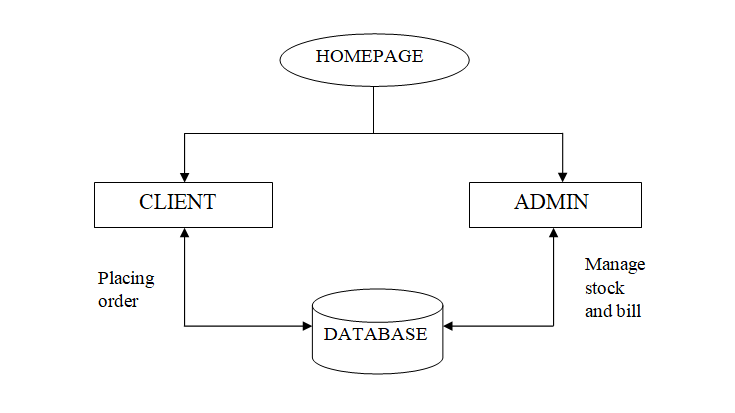 HOMEPAGE
CLIENT
ADMIN
Placing
order
Manage
stock
and bill
DATABASE